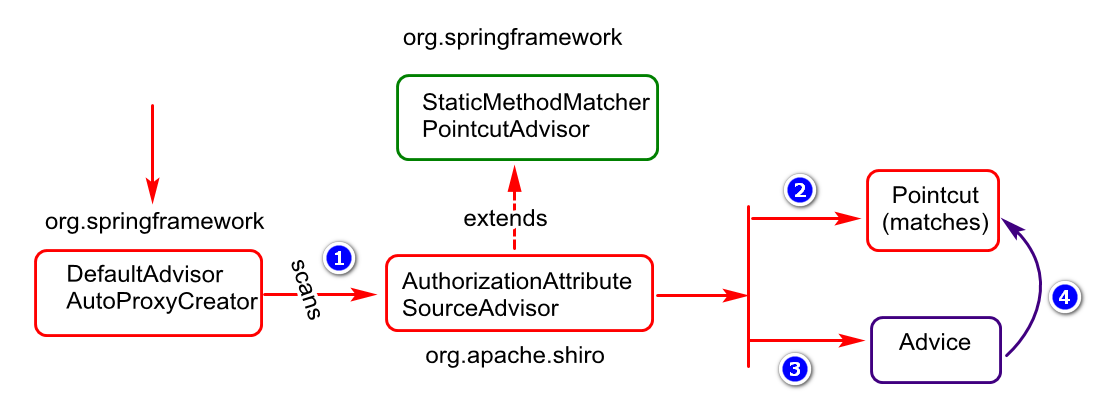 org.springframework
StaticMethodMatcher
PointcutAdvisor
org.springframework
DefaultAdvisor
AutoProxyCreator
scans
1
extends
AuthorizationAttribute
SourceAdvisor
org.apache.shiro
2
Pointcut
(matches)
3
Advice
4